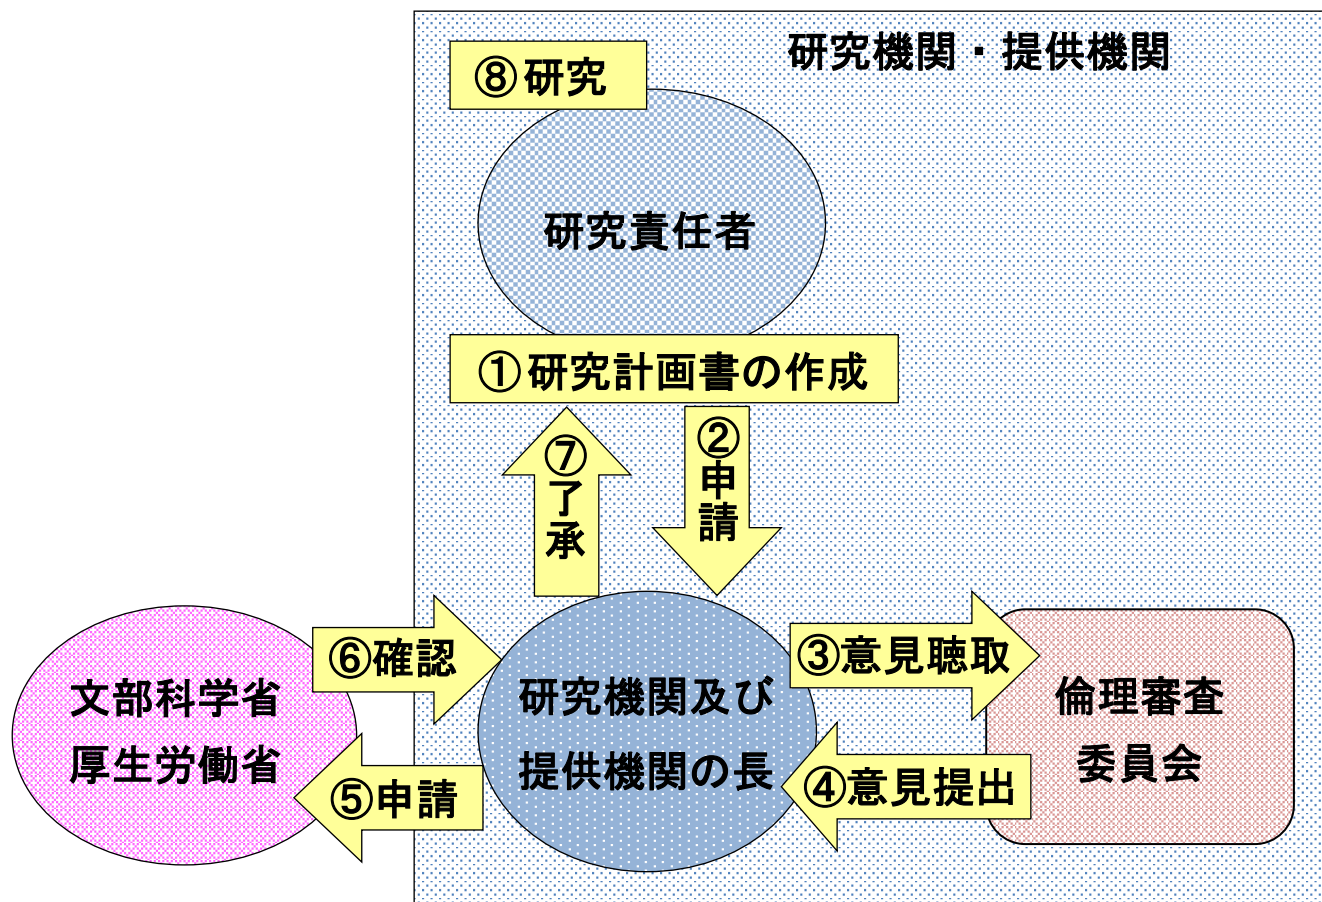 研究機関・提供機関
⑧研究
研究責任者
①研究計画書の作成
②申請
⑦了承
③意見聴取
⑥確認
研究機関及び
提供機関の長
倫理審査
委員会
文部科学省
厚生労働省
④意見提出
⑤申請